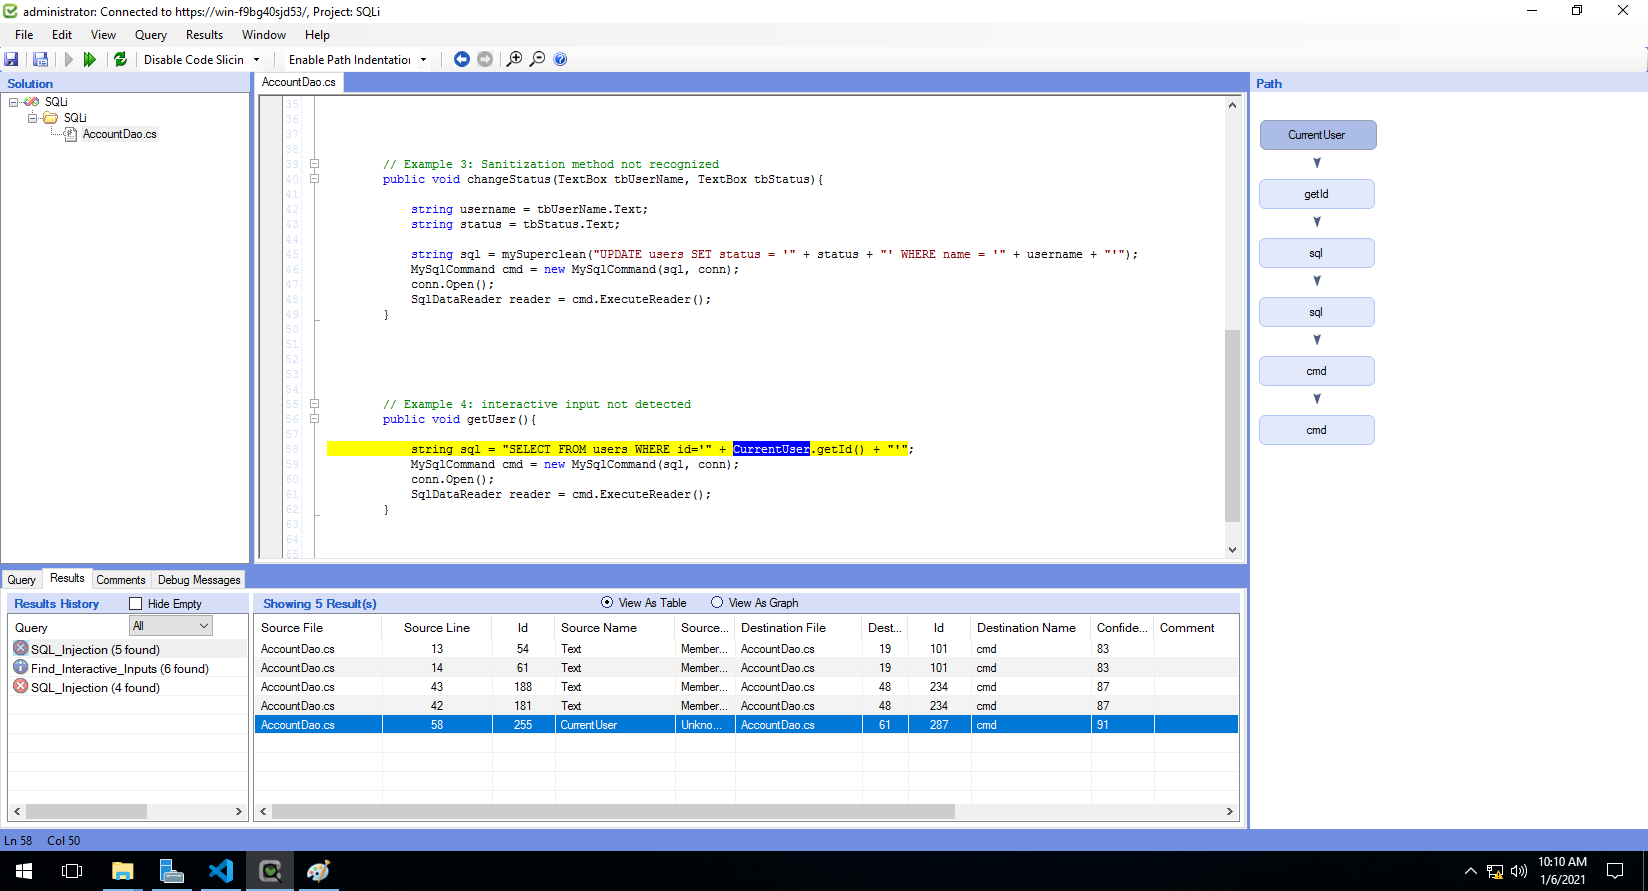 administrator: Connected to https://win-f9bg40sjd53/, Project: SQLi
File Edit View Query Results Window Help
Disable Code Slicin Enable Path Indentation
Solution
SQLi
SQLi
AccountDao.cs
AccountDao.cs
35
36
37
38
39 // Example 3: Sanitization method not recognized
40 public void changeStatus(TextBox tbUserName, TextBox tbStatus){
41
42 string username = tbUserName.Text;
43 string status = tbStatus.Text;
44
45 string sql = mySuperclean("UPDATE users SET status = '" + status + "' WHERE name = '" + username + "'");
46 MySqlCommand cmd = new MySqlCommand(sql, conn);
47 conn.Open();
48 SqlDataReader reader = cmd.ExecuteReader();
49 }
50
51
52
53
54
55 // Example 4: interactive input not detected
56 public void getUser(){
57
58 string sql = "SELECT FROM users WHERE id='" + CurrentUser.getId() + "'";
59 MySqlCommand cmd = new MySqlCommand(sql, conn);
60 conn.Open();
61 SqlDataReader reader = cmd.ExecuteReader();
62 }
63
64
65
Path
CurrentUser
getId
sql
sql
cmd
cmd
Query Results Comments Debug Messages
Results History Hide Empty
Query All
SQL_Injection (5 found)
Find_Interactive_Inputs (6 found)
SQL_Injection (4 found)
Showing 5 Result(s) View As Table View As Graph
Source File Source Line Id Source Name Source... Destination File Dest... Id Destination Name Confide... Comment
AccountDao.cs 13 54 Text Member... AccountDao.cs 19 101 cmd 83
AccountDao.cs 14 61 Text Member... AccountDao.cs 19 101 cmd 83
AccountDao.cs 43 188 Text Member... AccountDao.cs 48 234 cmd 87
AccountDao.cs 42 181 Text Member... AccountDao.cs 48 234 cmd 87
AccountDao.cs 58 255 CurrentUser Unkno... AccountDao.cs 61 287 cmd 91
Ln 58 Col 50
10:10 AM
1/6/2021